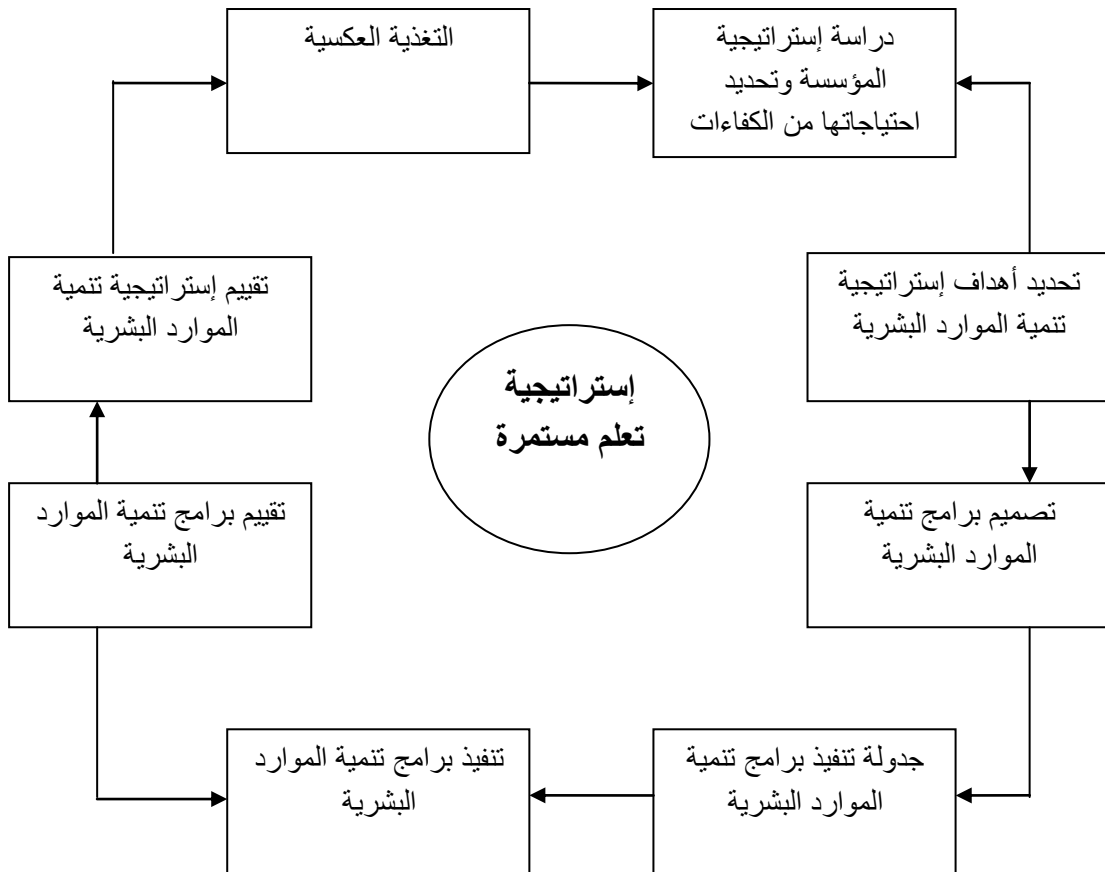 التغذية العكسية
دراسة إستراتيجية
المؤسسة وتحديد
احتياجاتها من الكفاءات
تحديد أهداف إستراتيجية
تنمية الموارد البشرية
تصميم برامج تنمية
الموارد البشرية
جدولة تنفيذ برامج تنمية
الموارد البشرية
تنفيذ برامج تنمية الموارد
البشرية
تقييم برامج تنمية الموارد
البشرية
تقييم إستراتيجية تنمية
الموارد البشرية
إستراتيجية
تعلم مستمرة